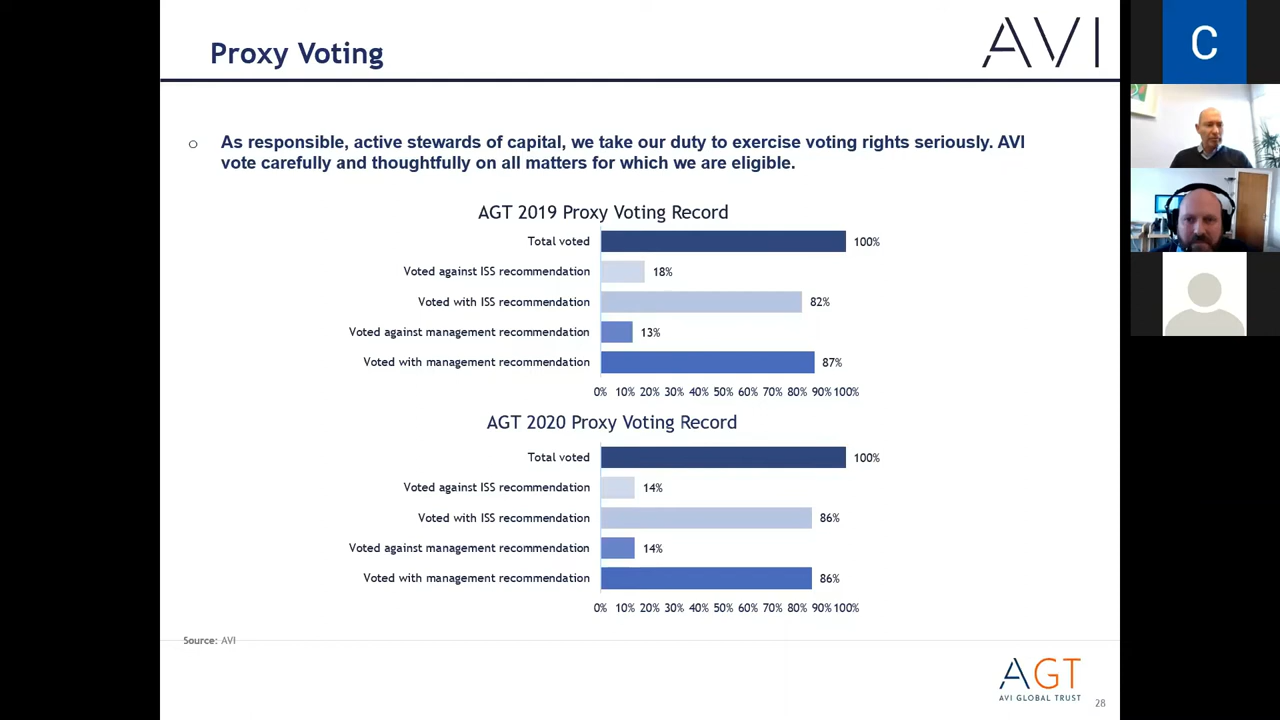 Proxy Voting
AVI
C
○ As responsible, active stewards of capital, we take our duty to exercise voting rights seriously. AVI
vote carefully and thoughtfully on all matters for which we are eligible.
AGT 2019 Proxy Voting Record
Total voted 100%
Voted against ISS recommendation 18%
Voted with ISS recommendation 82%
Voted against management recommendation 13%
Voted with management recommendation 87%
0% 10% 20% 30% 40% 50% 60% 70% 80% 90% 100%
AGT 2020 Proxy Voting Record
Total voted 100%
Voted against ISS recommendation 14%
Voted with ISS recommendation 86%
Voted against management recommendation 14%
Voted with management recommendation 86%
0% 10% 20% 30% 40% 50% 60% 70% 80% 90% 100%
Source: AVI
AGT
AVI GLOBAL TRUST
28